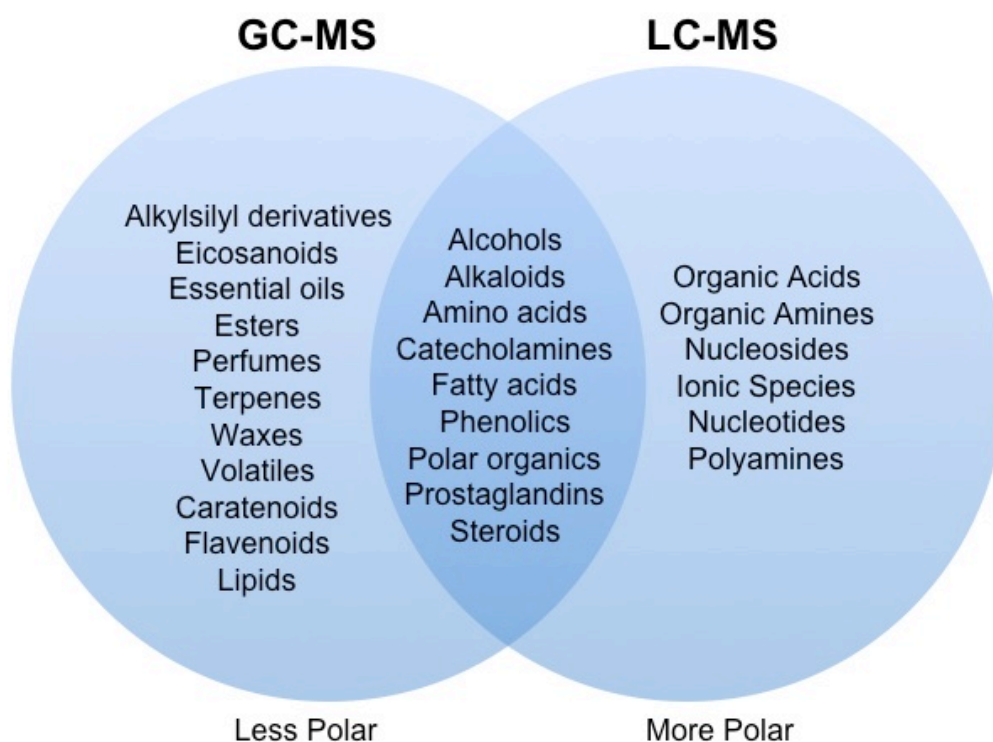 GC-MS
LC-MS
Alkylsilyl derivatives
Eicosanoids
Essential oils
Esters
Perfumes
Terpenes
Waxes
Volatiles
Caratenoids
Flavenoids
Lipids
Alcohols
Alkaloids
Amino acids
Catecholamines
Fatty acids
Phenolics
Polar organics
Prostaglandins
Steroids
Organic Acids
Organic Amines
Nucleosides
Ionic Species
Nucleotides
Polyamines
Less Polar
More Polar